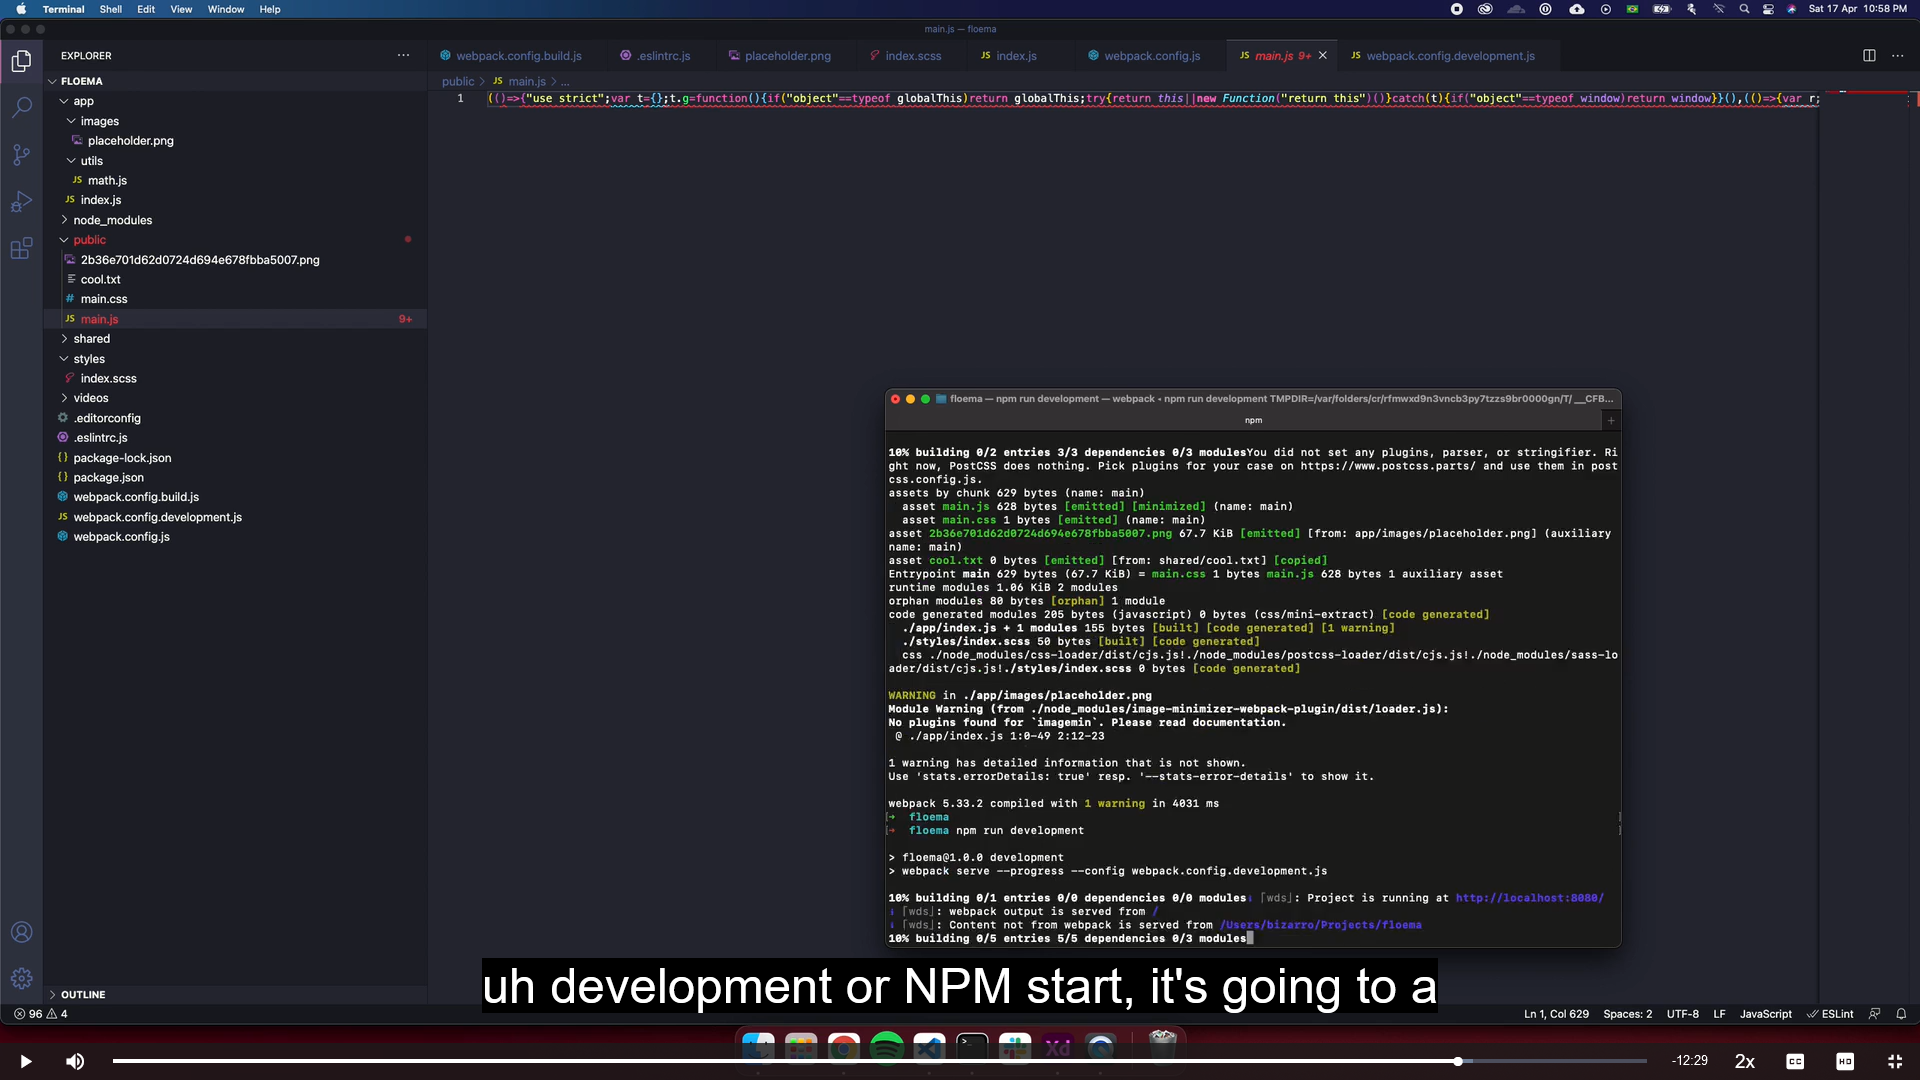 Terminal Shell Edit View Window Help
Sat 17 Apr 10:58 PM
main.js — floema
EXPLORER
FLOEMA
app
images
placeholder.png
utils
JS math.js
JS index.js
node_modules
public
2b36e701d62d0724d694e678fbba5007.png
cool.txt
# main.css
JS main.js 9+
shared
styles
index.scss
videos
.editorconfig
.eslintrc.js
{} package-lock.json
{} package.json
webpack.config.build.js
JS webpack.config.development.js
webpack.config.js
OUTLINE
webpack.config.build.js .eslintrc.js placeholder.png index.scss JS index.js webpack.config.js JS main.js 9+ JS webpack.config.development.js
public > JS main.js > ...
1 (()=>{"use strict";var t={};t.g=function(){if("object"==typeof globalThis)return globalThis;try{return this||new Function("return this")()}catch(t){if("object"==typeof window)return window}}(),(()=>{var r;
floema — npm run development — webpack ◂ npm run development TMPDIR=/var/folders/cr/rfmwxd9n3vncb3py7tzzs9br0000gn/T/ __CFB...
npm
10% building 0/2 entries 3/3 dependencies 0/3 modulesYou did not set any plugins, parser, or stringifier. Ri
ght now, PostCSS does nothing. Pick plugins for your case on https://www.postcss.parts/ and use them in post
css.config.js.
assets by chunk 629 bytes (name: main)
asset main.js 628 bytes [emitted] [minimized] (name: main)
asset main.css 1 bytes [emitted] (name: main)
asset 2b36e701d62d0724d694e678fbba5007.png 67.7 KiB [emitted] [from: app/images/placeholder.png] (auxiliary
name: main)
asset cool.txt 0 bytes [emitted] [from: shared/cool.txt] [copied]
Entrypoint main 629 bytes (67.7 KiB) = main.css 1 bytes main.js 628 bytes 1 auxiliary asset
runtime modules 1.06 KiB 2 modules
orphan modules 80 bytes [orphan] 1 module
code generated modules 205 bytes (javascript) 0 bytes (css/mini-extract) [code generated]
./app/index.js + 1 modules 155 bytes [built] [code generated] [1 warning]
./styles/index.scss 50 bytes [built] [code generated]
css ./node_modules/css-loader/dist/cjs.js!./node_modules/postcss-loader/dist/cjs.js!./node_modules/sass-lo
ader/dist/cjs.js!./styles/index.scss 0 bytes [code generated]
WARNING in ./app/images/placeholder.png
Module Warning (from ./node_modules/image-minimizer-webpack-plugin/dist/loader.js):
No plugins found for `imagemin`. Please read documentation.
@ ./app/index.js 1:0-49 2:12-23
1 warning has detailed information that is not shown.
Use 'stats.errorDetails: true' resp. '--stats-error-details' to show it.
webpack 5.33.2 compiled with 1 warning in 4031 ms
floema
floema npm run development
> floema@1.0.0 development
> webpack serve --progress --config webpack.config.development.js
10% building 0/1 entries 0/0 dependencies 0/0 modulesℹ ｢wds｣: Project is running at http://localhost:8080/
ℹ ｢wds｣: webpack output is served from /
ℹ ｢wds｣: Content not from webpack is served from /Users/bizarro/Projects/floema
10% building 0/5 entries 5/5 dependencies 0/3 modules
uh development or NPM start, it's going to a
96 4
Ln 1, Col 629 Spaces: 2 UTF-8 LF JavaScript ESLint
Xd
-12:29 2x CC HD